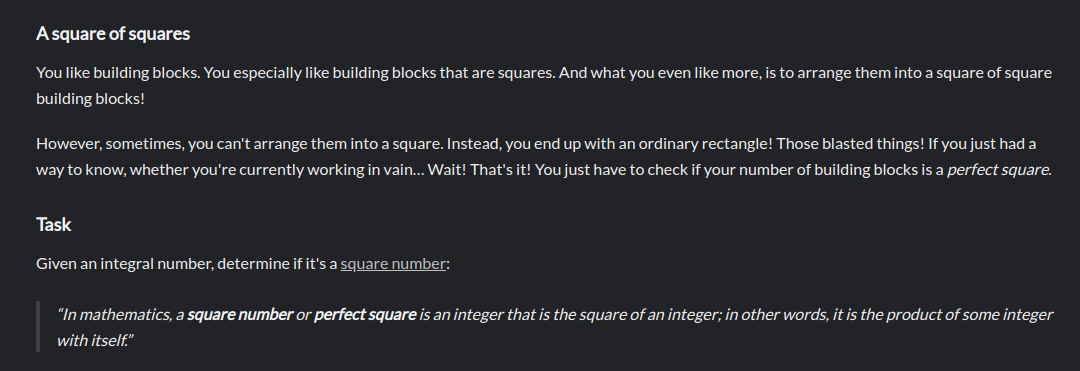 A square of squares
You like building blocks. You especially like building blocks that are squares. And what you even like more, is to arrange them into a square of square
building blocks!
However, sometimes, you can't arrange them into a square. Instead, you end up with an ordinary rectangle! Those blasted things! If you just had a
way to know, whether you're currently working in vain… Wait! That's it! You just have to check if your number of building blocks is a perfect square.
Task
Given an integral number, determine if it's a square number:
“In mathematics, a square number or perfect square is an integer that is the square of an integer; in other words, it is the product of some integer
with itself.”